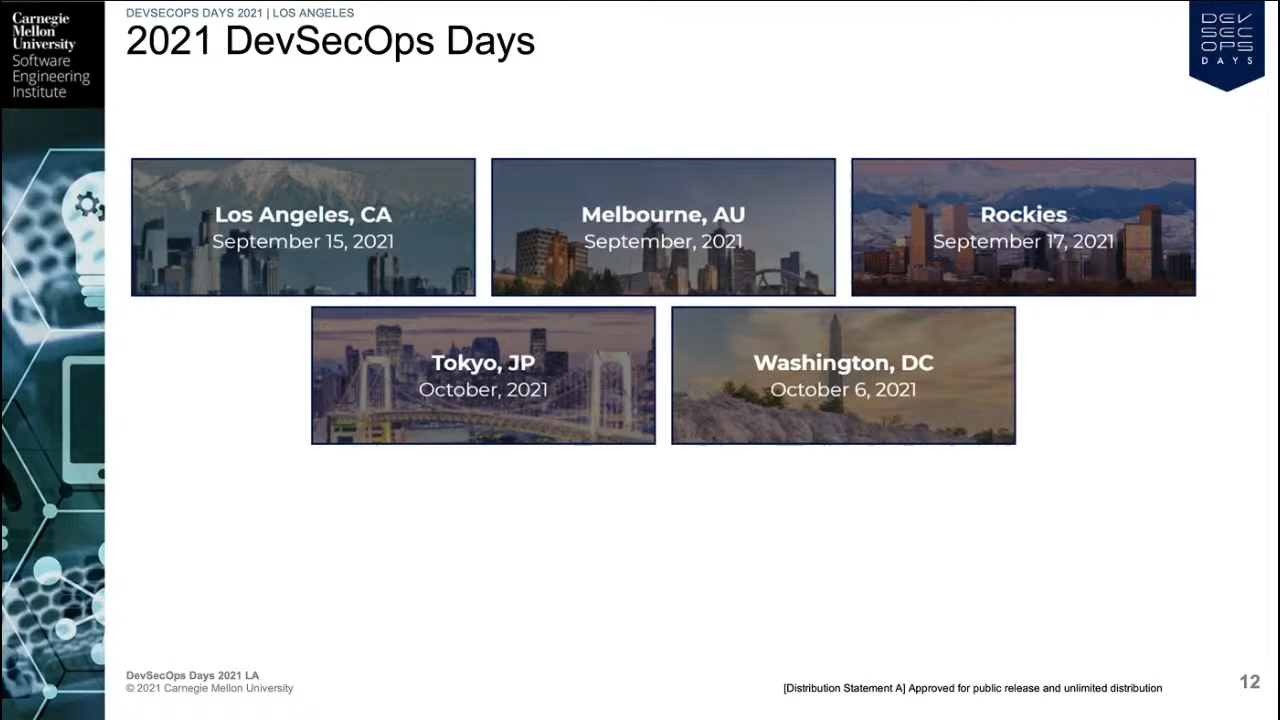 Carnegie
Mellon
University
Software
Engineering
Institute
DEVSECOPS DAYS 2021 | LOS ANGELES
2021 DevSecOps Days
DEV
SEC
OPS
DAYS
Los Angeles, CA
September 15, 2021
Melbourne, AU
September, 2021
Rockies
September 17, 2021
Tokyo, JP
October, 2021
Washington, DC
October 6, 2021
DevSecOps Days 2021 LA
© 2021 Carnegie Mellon University
[Distribution Statement A] Approved for public release and unlimited distribution
12